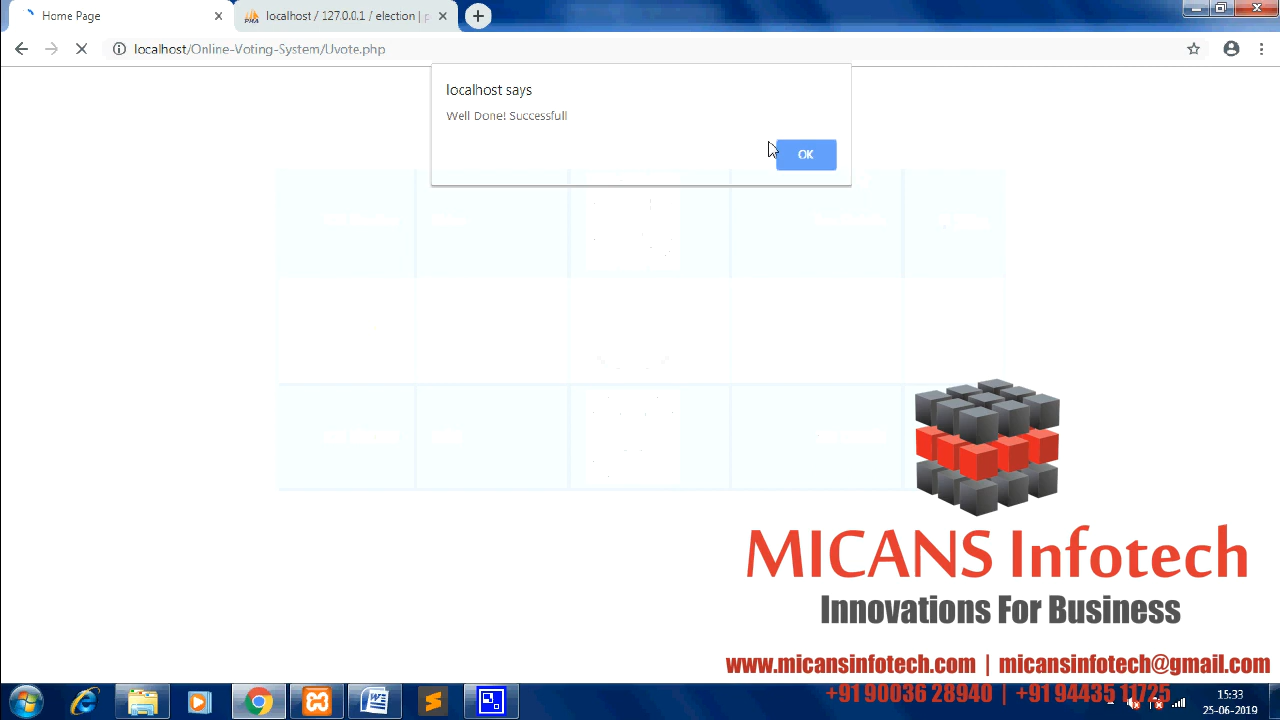 Home Page
localhost / 127.0.0.1 / election | p
localhost/Online-Voting-System/Uvote.php
localhost says
Well Done! Successfull
OK
MICANS Infotech
Innovations For Business
www.micansinfotech.com | micansinfotech@gmail.com
+91 90036 28940 | +91 94435 11725
15:33
25-06-2019